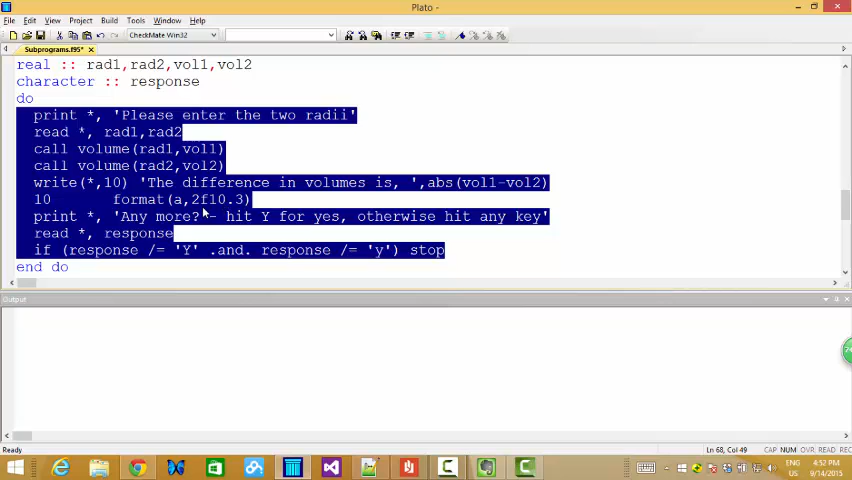 Plato -
File Edit View Project Build Tools Window Help
CheckMate Win32
Subprograms.f95*
real :: rad1,rad2,vol1,vol2
character :: response
do
print *, 'Please enter the two radii'
read *, rad1,rad2
call volume(rad1,vol1)
call volume(rad2,vol2)
write(*,10) 'The difference in volumes is, ',abs(vol1-vol2)
10 format(a,2f10.3)
print *, 'Any more? - hit Y for yes, otherwise hit any key'
read *, response
if (response /= 'Y' .and. response /= 'y') stop
end do
Output
Ready
Ln 68, Col 49 CAP NUM OVR READ REC
ENG 4:52 PM
US 9/14/2015